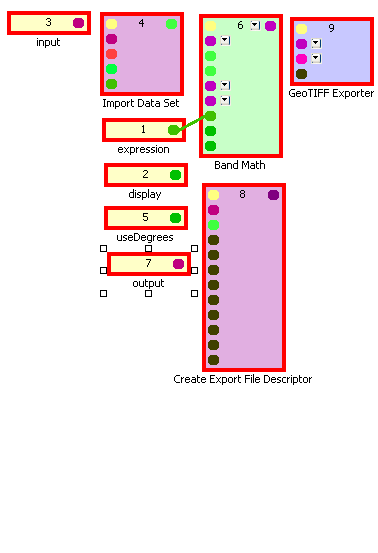 3
input
4
Import Data Set
6
Band Math
9
GeoTIFF Exporter
1
expression
2
display
5
useDegrees
7
output
8
Create Export File Descriptor